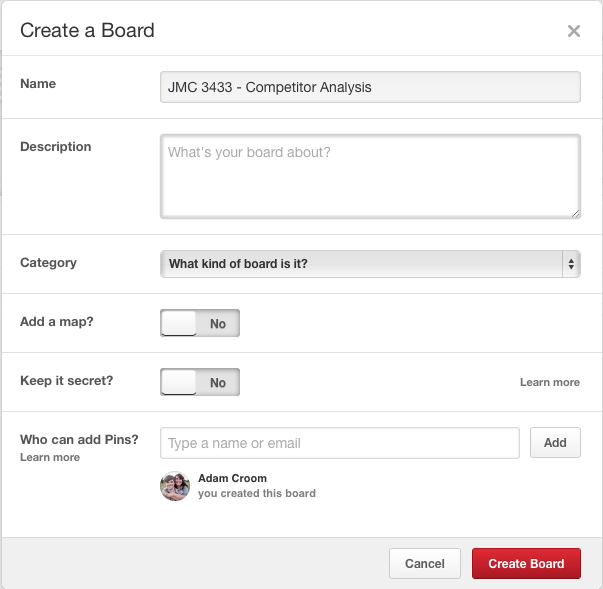 Create a Board
×
Name
JMC 3433 - Competitor Analysis
Description
What's your board about?
Category
What kind of board is it?
Add a map?
No
Keep it secret?
No
Learn more
Who can add Pins?
Learn more
Type a name or email
Add
Adam Croom
you created this board
Cancel
Create Board